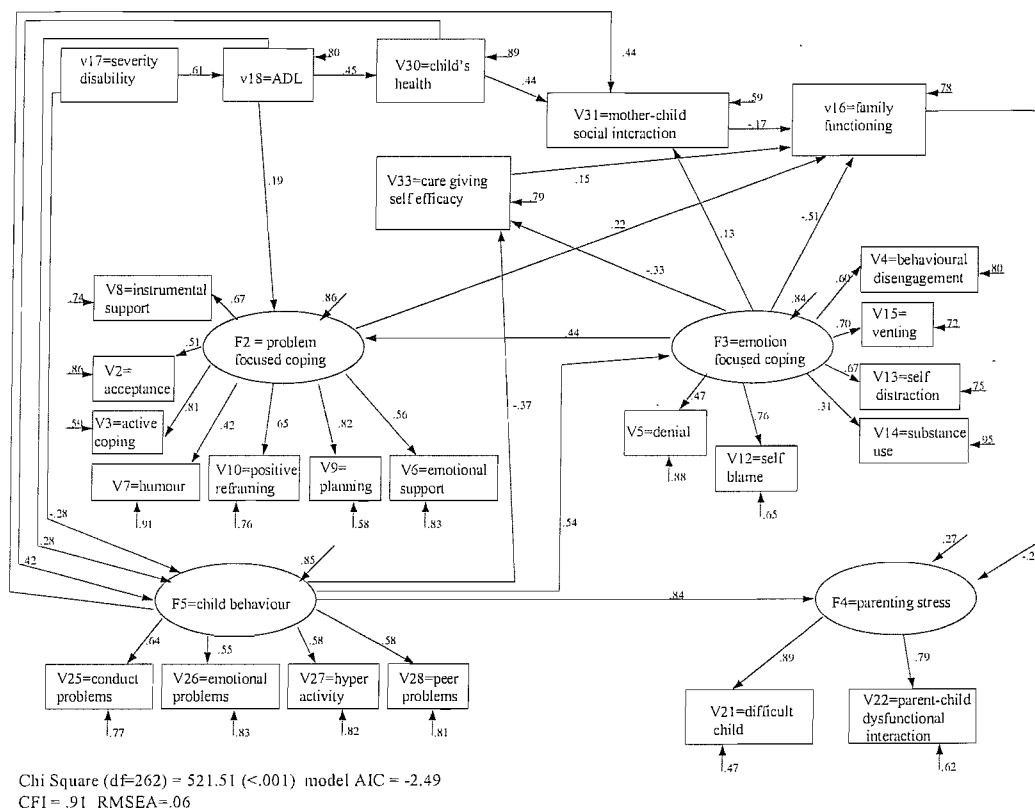 v17=severity
disability
.61
v18=ADL
.80
.45
V30=child's
health
.89
.44
.44
V31=mother-child
social interaction
.59
-.17
v16=family
functioning
.78
V33=care giving
self efficacy
.79
.15
.19
.22
.13
-.51
-.33
V8=instrumental
support
.74
.67
.86
F2 = problem
focused coping
.44
F3=emotion
focused coping
.84
V4=behavioural
disengagement
.80
.60
V15=
venting
.72
.70
V13=self
distraction
.75
.67
V14=substance
use
.95
.31
.51
V2=
acceptance
.86
.81
V3=active
coping
.59
.42
V7=humour
.91
.65
V10=positive
reframing
.76
.82
V9=
planning
.58
.56
V6=emotional
support
.83
-.37
.47
V5=denial
.88
.76
V12=self
blame
.65
-.28
.28
.42
.54
.85
F5=child behaviour
.84
.27
-.2
F4=parenting stress
.64
.55
.58
.58
V25=conduct
problems
.77
V26=emotional
problems
.83
V27=hyper
activity
.82
V28=peer
problems
.81
.89
.79
V21=difficult
child
.47
V22=parent-child
dysfunctional
interaction
.62
Chi Square (df=262) = 521.51 (<.001) model AIC = -2.49
CFI = .91 RMSEA=.06